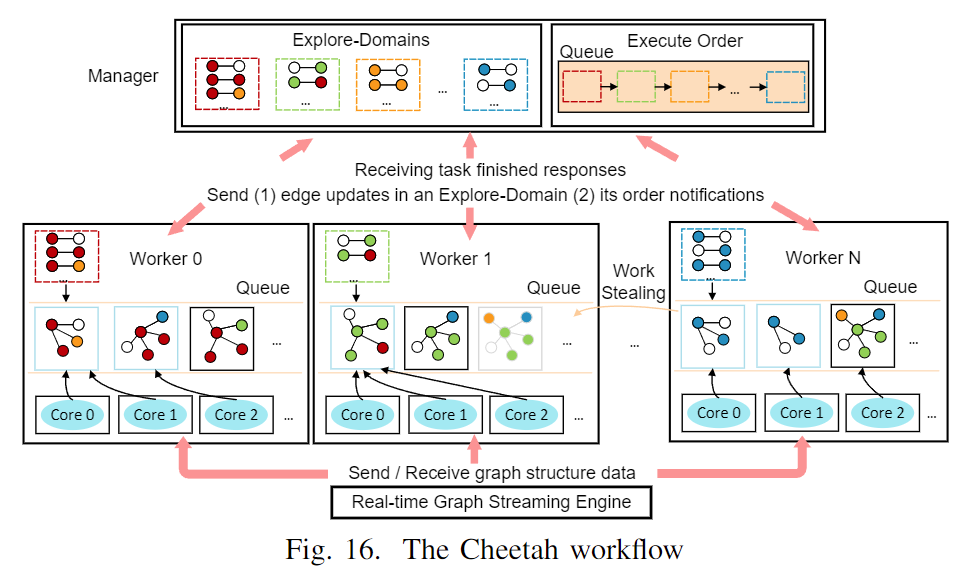 Explore-Domains
Execute Order
Manager
Queue
...
...
...
...
...
...
Receiving task finished responses
Send (1) edge updates in an Explore-Domain (2) its order notifications
Worker 0
Worker 1
Worker N
...
...
...
Queue
Queue
Work
Stealing
Queue
...
...
...
...
Core 0
Core 1
Core 2
...
Core 0
Core 1
Core 2
...
Core 0
Core 1
Core 2
...
Send / Receive graph structure data
Real-time Graph Streaming Engine
Fig. 16. The Cheetah workflow